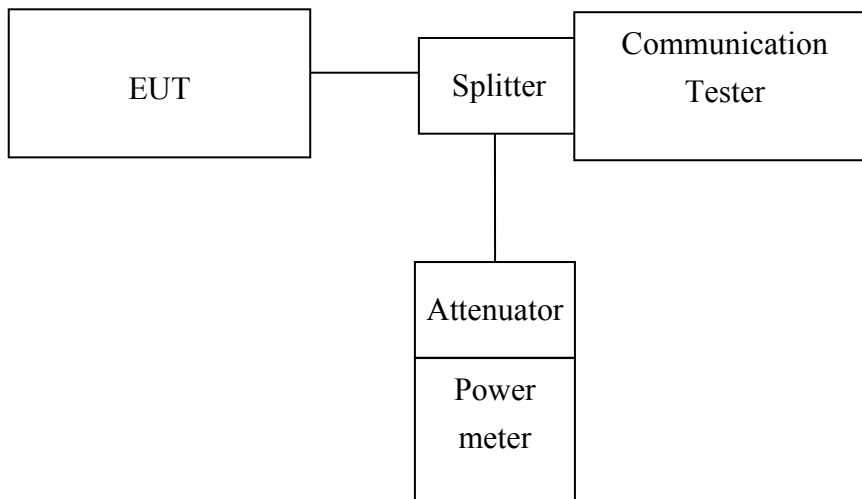 EUT
Splitter
Communication
Tester
Attenuator
Power
meter